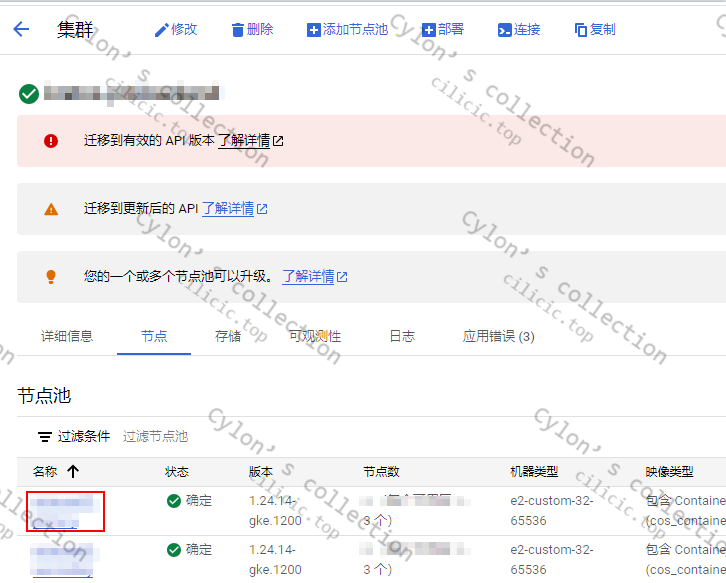 集群
修改
删除
添加节点池
部署
连接
复制
迁移到有效的 API 版本 了解详情
迁移到更新后的 API 了解详情
您的一个或多个节点池可以升级。 了解详情
详细信息
节点
存储
可观测性
日志
应用错误 (3)
节点池
过滤条件 过滤节点池
名称 状态 版本 节点数 机器类型 映像类型
确定 1.24.14- e2-custom-32- 包含 Containe
gke.1200 3 个) 65536 (cos_containe
确定 1.24.14- e2-custom-32- 包含 Containe
gke.1200 3 个) 65536 (cos_containe
Cylon's collection
cilicic.top
Cylon's collection
cilicic.top
Cylon's collection
cilicic.top
Cylon's collection
cilicic.top
Cylon's collection
cilicic.top
Cylon's collection
cilicic.top